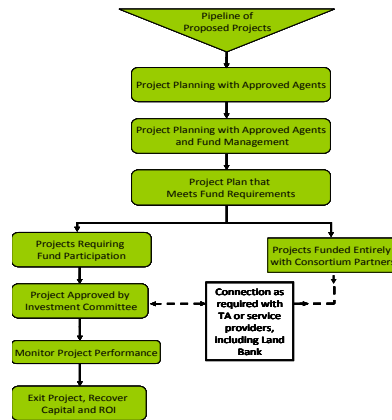 Pipeline of
Proposed Projects
Project Planning with Approved Agents
Project Planning with Approved Agents
and Fund Management
Project Plan that
Meets Fund Requirements
Projects Requiring
Fund Participation
Projects Funded Entirely
with Consortium Partners
Project Approved by
Investment Committee
Connection as
required with
TA or service
providers,
including Land
Bank
Monitor Project Performance
Exit Project, Recover
Capital and ROI